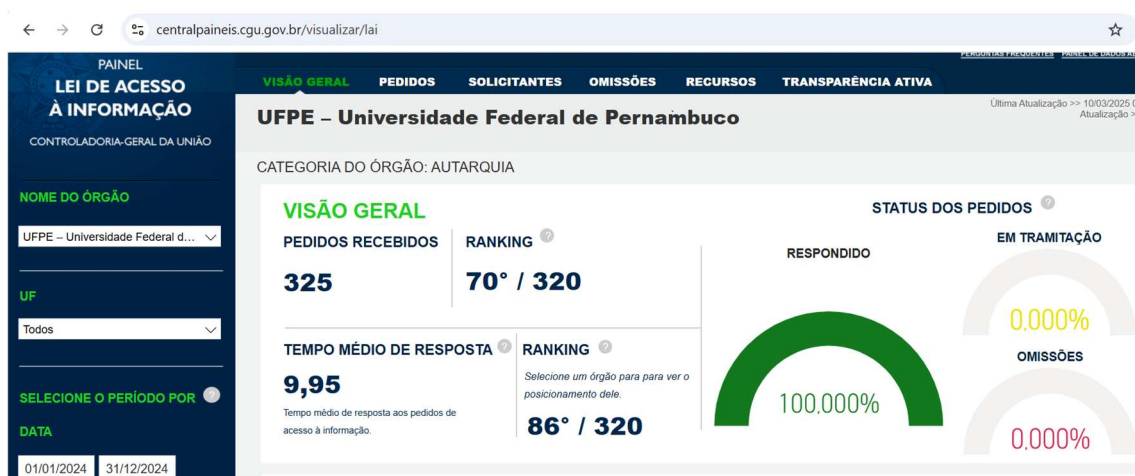 centralpaineis.cgu.gov.br/visualizar/lai
PAINEL
LEI DE ACESSO
À INFORMAÇÃO
CONTROLADORIA-GERAL DA UNIÃO
NOME DO ÓRGÃO
UFPE – Universidade Federal d...
UF
Todos
SELECIONE O PERÍODO POR ?
DATA
01/01/2024 31/12/2024
PERGUNTAS FREQUENTES PAINEL DE DADOS
VISÃO GERAL PEDIDOS SOLICITANTES OMISSÕES RECURSOS TRANSPARÊNCIA ATIVA
UFPE – Universidade Federal de Pernambuco
Última Atualização >> 10/03/2025
Atualização >
CATEGORIA DO ÓRGÃO: AUTARQUIA
VISÃO GERAL
PEDIDOS RECEBIDOS
325
RANKING ?
70° / 320
TEMPO MÉDIO DE RESPOSTA ?
9,95
Tempo médio de resposta aos pedidos de
acesso à informação.
RANKING ?
Selecione um órgão para para ver o
posicionamento dele.
86° / 320
STATUS DOS PEDIDOS ?
RESPONDIDO
100,000%
EM TRAMITAÇÃO
0,000%
OMISSÕES
0,000%